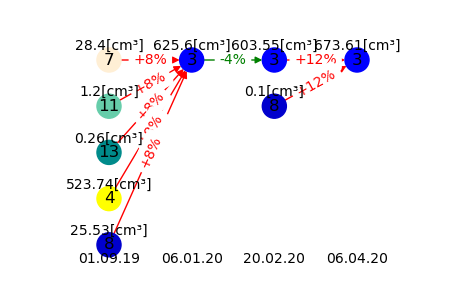 28.4[cm³] 625.6[cm³] 603.55[cm³] 673.61[cm³]
7 +8% 3 -4% 3 +12% 3
1.2[cm³] +8% 0.1[cm³] +12%
11 +8% 8
0.26[cm³]
13 +8%
523.74[cm³]
4
25.53[cm³]
8
01.09.19 06.01.20 20.02.20 06.04.20